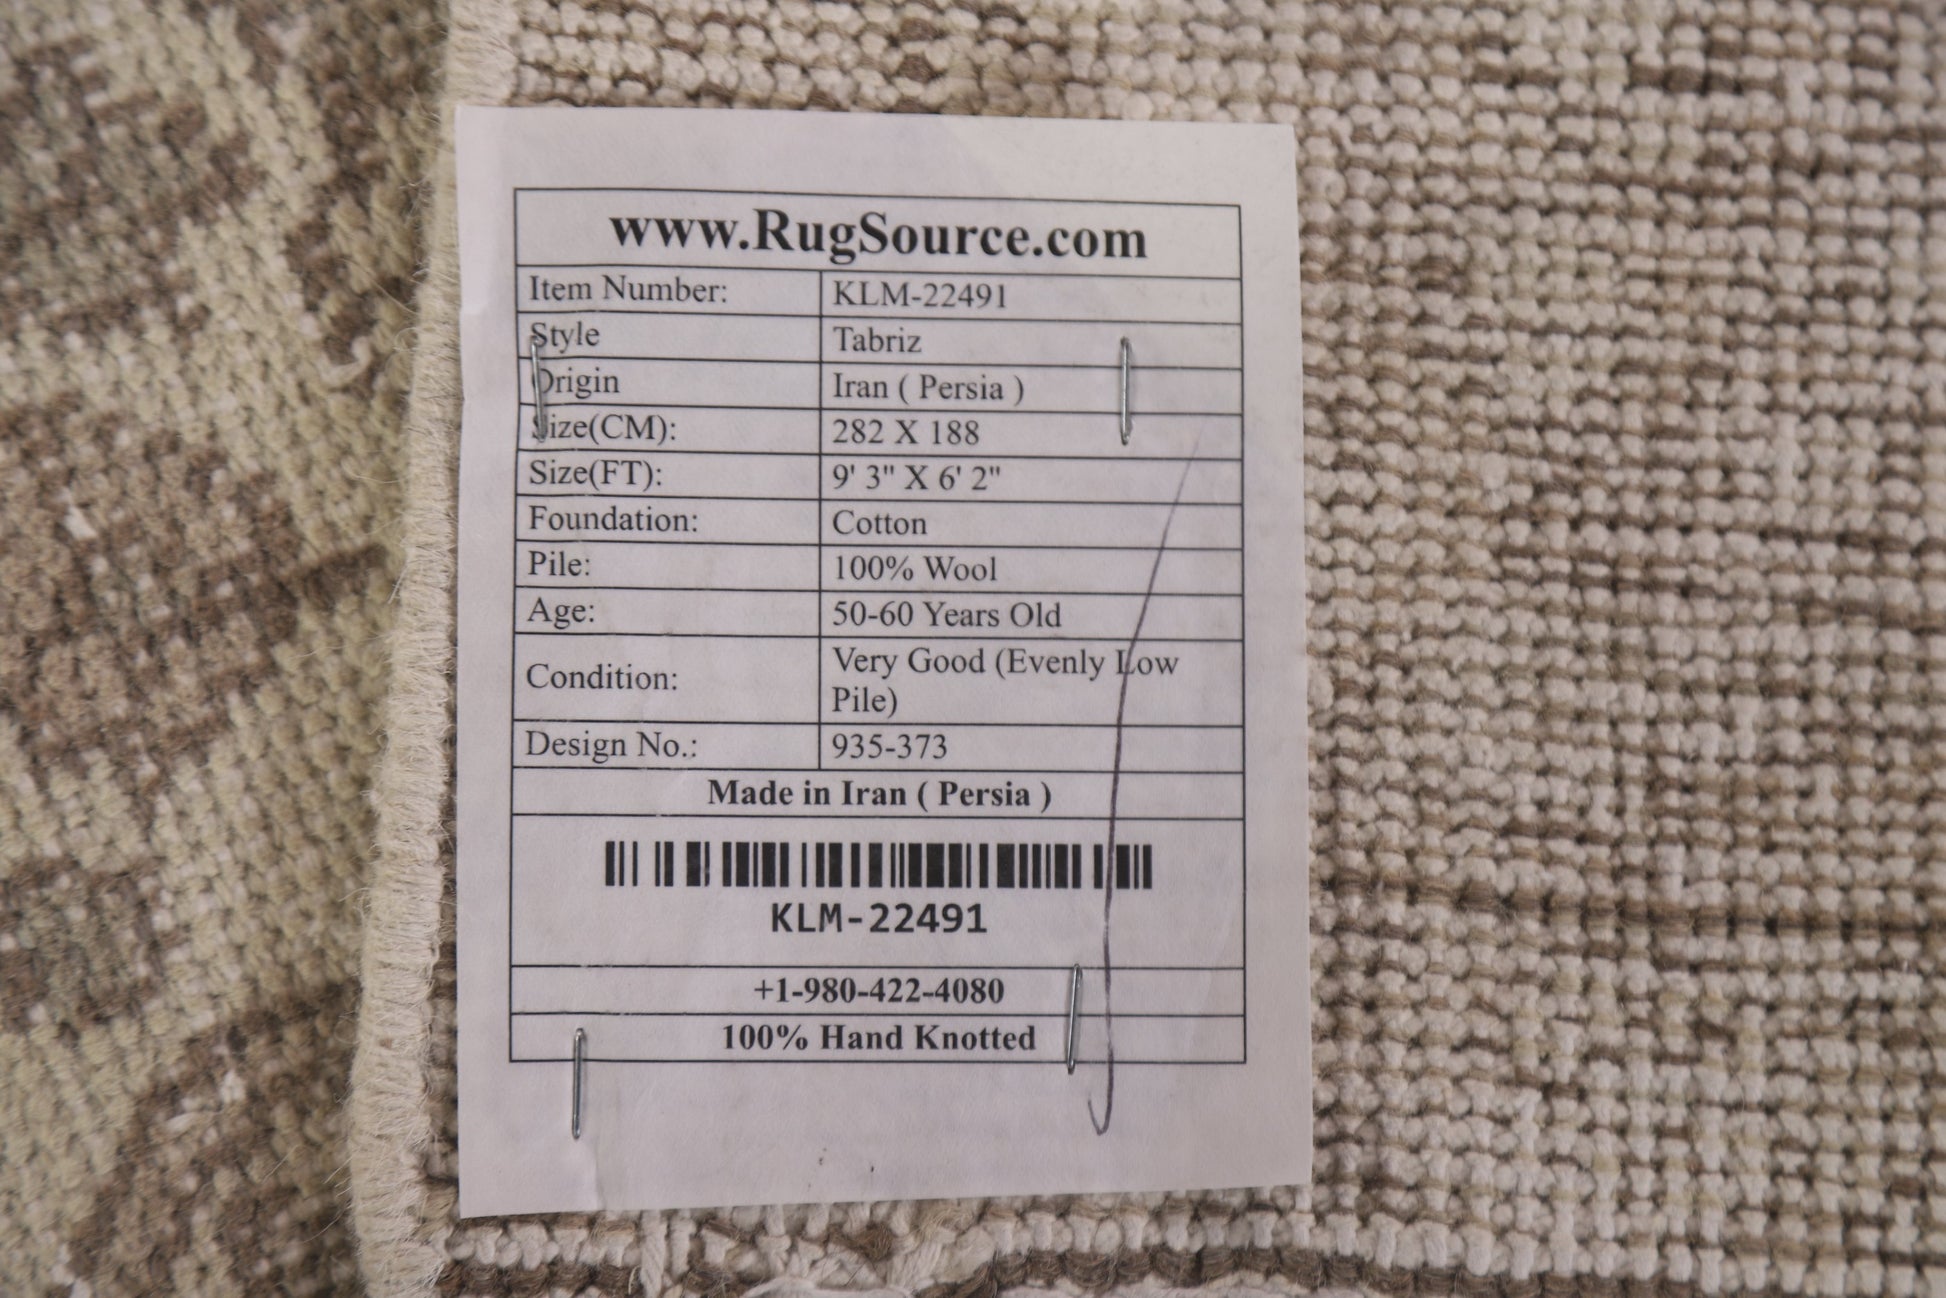 www.RugSource.com
Item Number: KLM-22491
Style Tabriz
Origin Iran ( Persia )
Size(CM): 282 X 188
Size(FT): 9' 3" X 6' 2"
Foundation: Cotton
Pile: 100% Wool
Age: 50-60 Years Old
Condition: Very Good (Evenly Low
Pile)
Design No.: 935-373
Made in Iran ( Persia )
KLM-22491
+1-980-422-4080
100% Hand Knotted